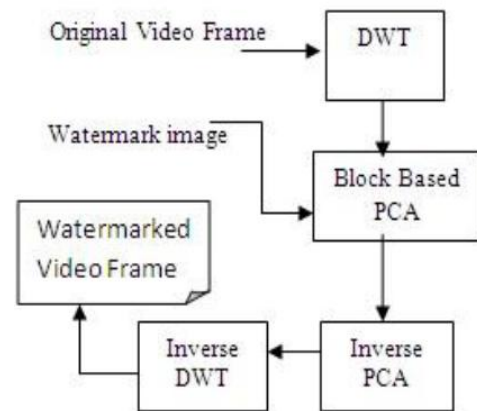 Original Video Frame
DWT
Watermark image
Block Based
PCA
Watermarked
Video Frame
Inverse
DWT
Inverse
PCA